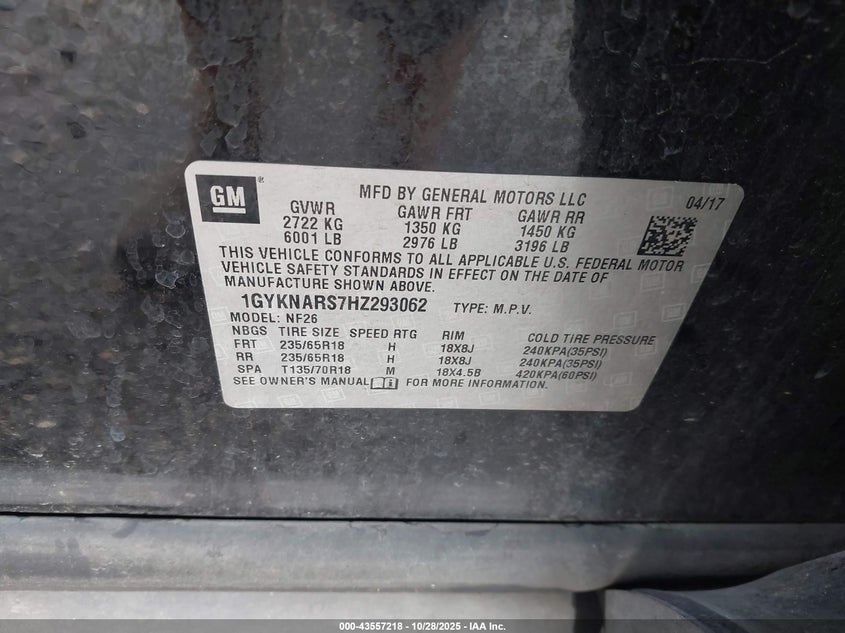 GM ®
MFD BY GENERAL MOTORS LLC 04/17
GVWR GAWR FRT GAWR RR
2722 KG 1350 KG 1450 KG
6001 LB 2976 LB 3196 LB
THIS VEHICLE CONFORMS TO ALL APPLICABLE U.S. FEDERAL MOTOR
VEHICLE SAFETY STANDARDS IN EFFECT ON THE DATE OF
MANUFACTURE SHOWN ABOVE.
1GYKNARS7HZ293062 TYPE: M.P.V.
MODEL: NF26
NBGS TIRE SIZE SPEED RTG RIM COLD TIRE PRESSURE
FRT 235/65R18 H 18X8J 240KPA(35PSI)
RR 235/65R18 H 18X8J 240KPA(35PSI)
SPA T135/70R18 M 18X4.5B 420KPA(60PSI)
SEE OWNER'S MANUAL FOR MORE INFORMATION.
000-43557218 - 10/28/2025 - IAA Inc.